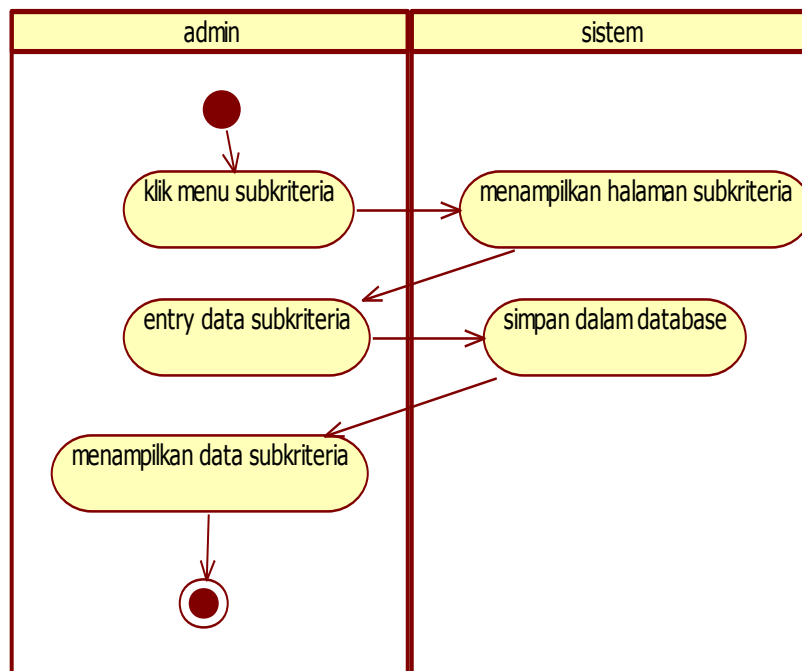 admin
sistem
klik menu subkriteria
menampilkan halaman subkriteria
entry data subkriteria
simpan dalam database
menampilkan data subkriteria